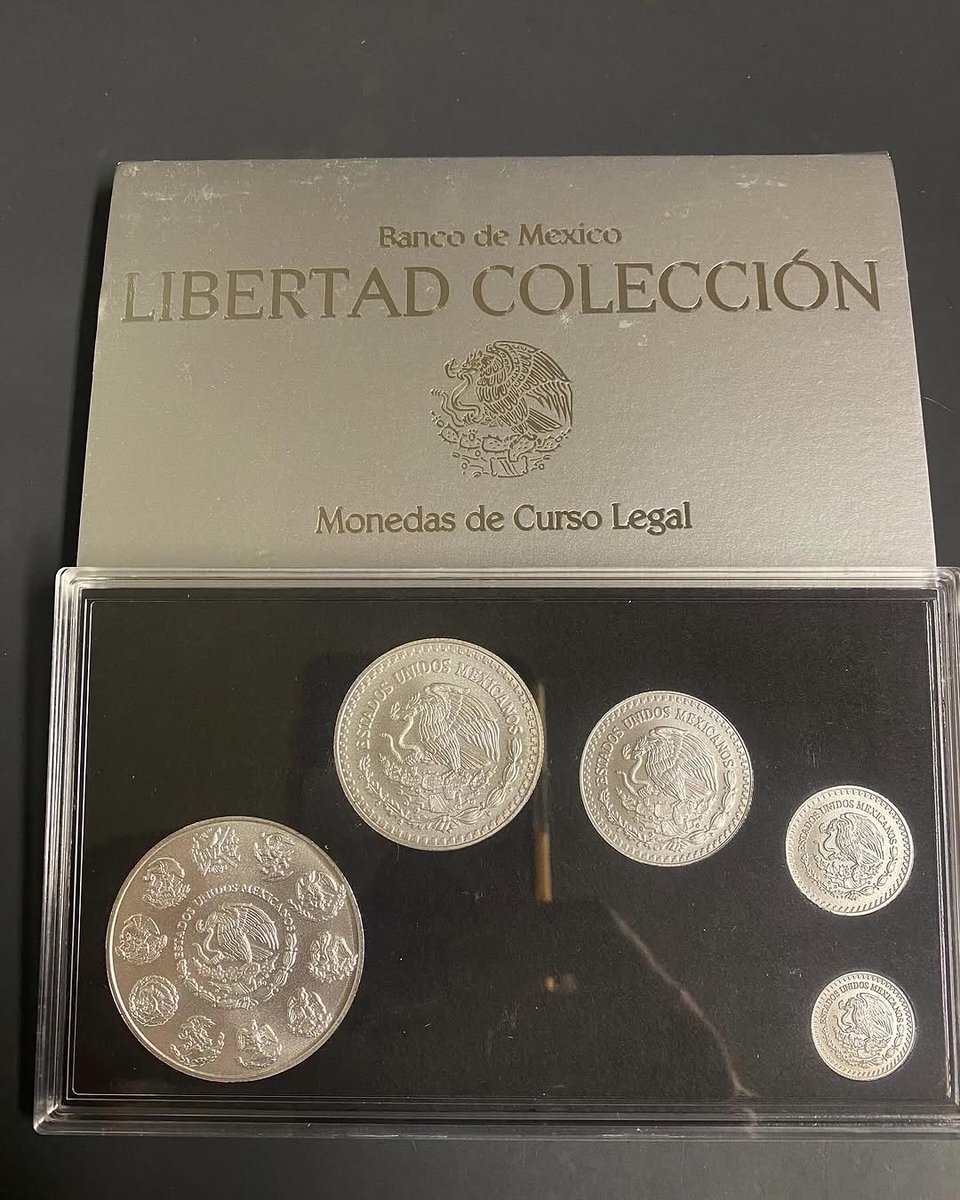 Banco de Mexico
LIBERTAD COLECCIÓN
Monedas de Curso Legal
ESTADOS UNIDOS MEXICANOS
ESTADOS UNIDOS MEXICANOS
ESTADOS UNIDOS MEXICANOS
ESTADOS UNIDOS MEXICANOS
ESTADOS UNIDOS MEXICANOS